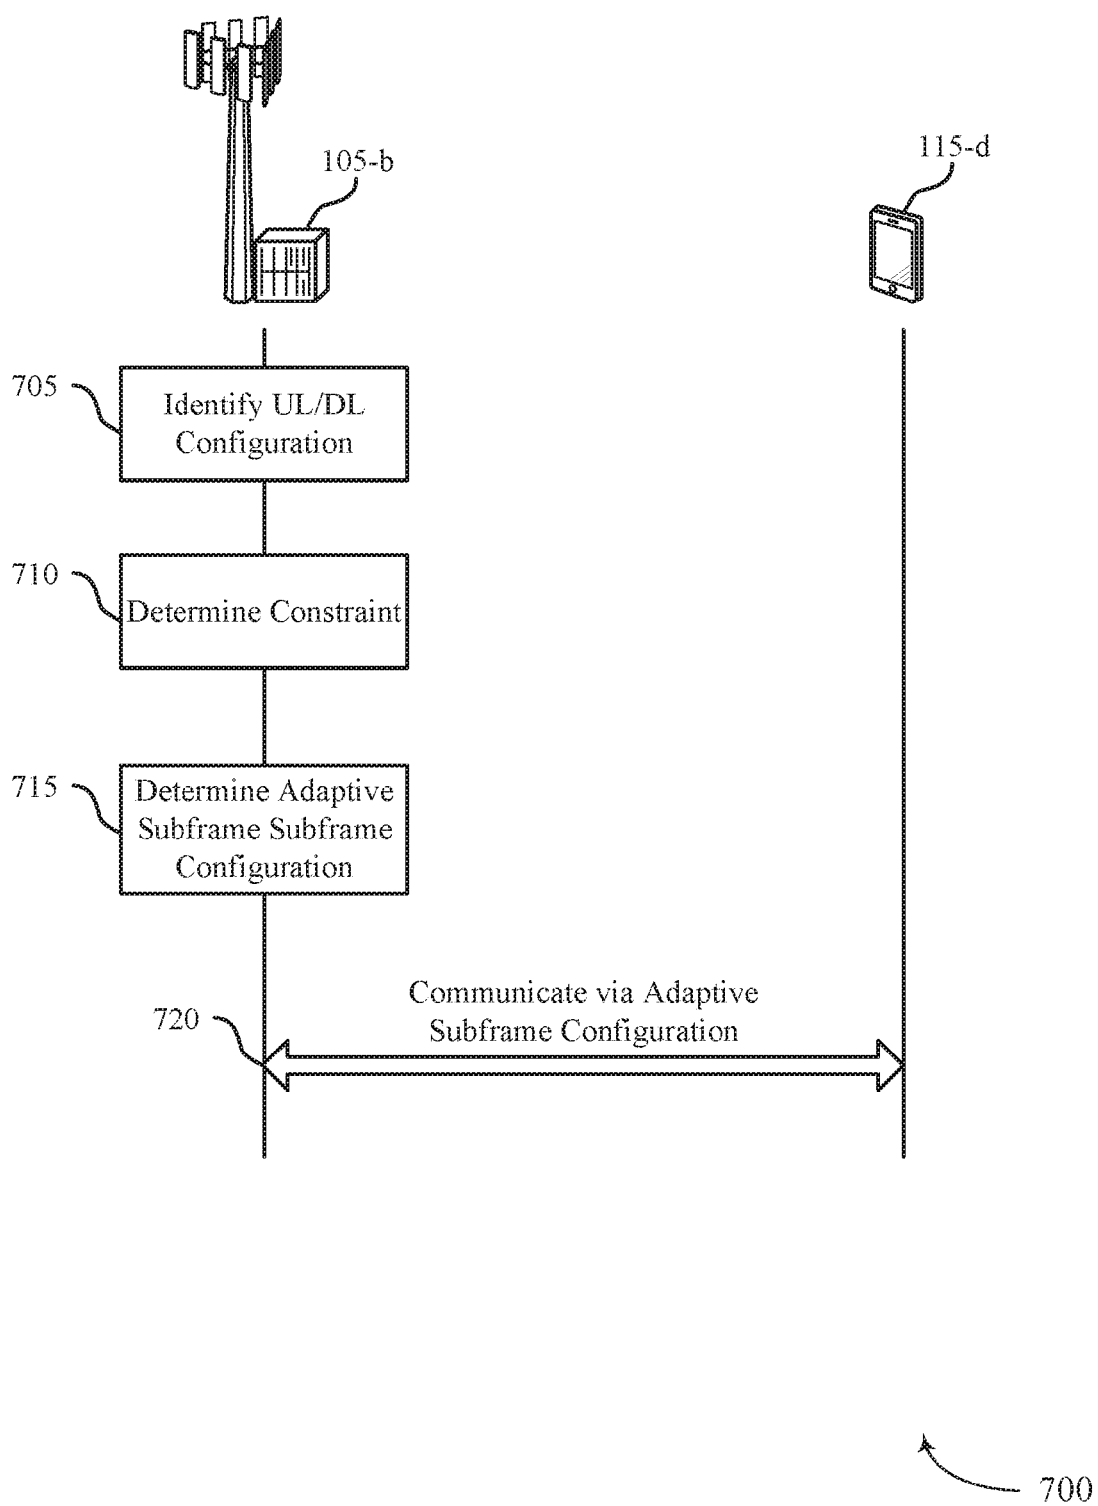 105-b
115-d
705
Identify UL/DL
Configuration
710
Determine Constraint
715
Determine Adaptive
Subframe Subframe
Configuration
Communicate via Adaptive
Subframe Configuration
720
700